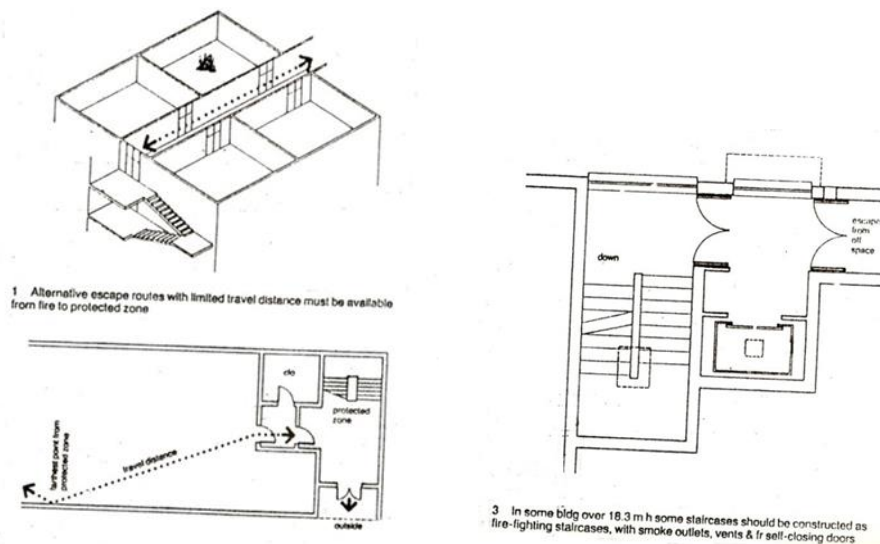 1 Alternative escape routes with limited travel distance must be available
from fire to protected zone
clo
protected
zone
farthest point from
protected zone
travel distance
outside
down
escape
from
off
space
3 In some bldg over 18.3 m h some staircases should be constructed as
fire-fighting staircases, with smoke outlets, vents & fr self-closing doors